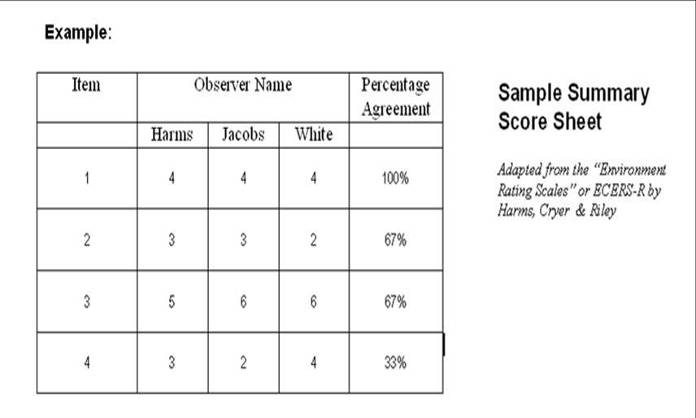 Example:
Item Observer Name Percentage
Agreement
Harms Jacobs White
1 4 4 4 100%
2 3 3 2 67%
3 5 6 6 67%
4 3 2 4 33%
Sample Summary
Score Sheet
Adapted from the “Environment
Rating Scales” or ECERS-R by
Harms, Cryer & Riley